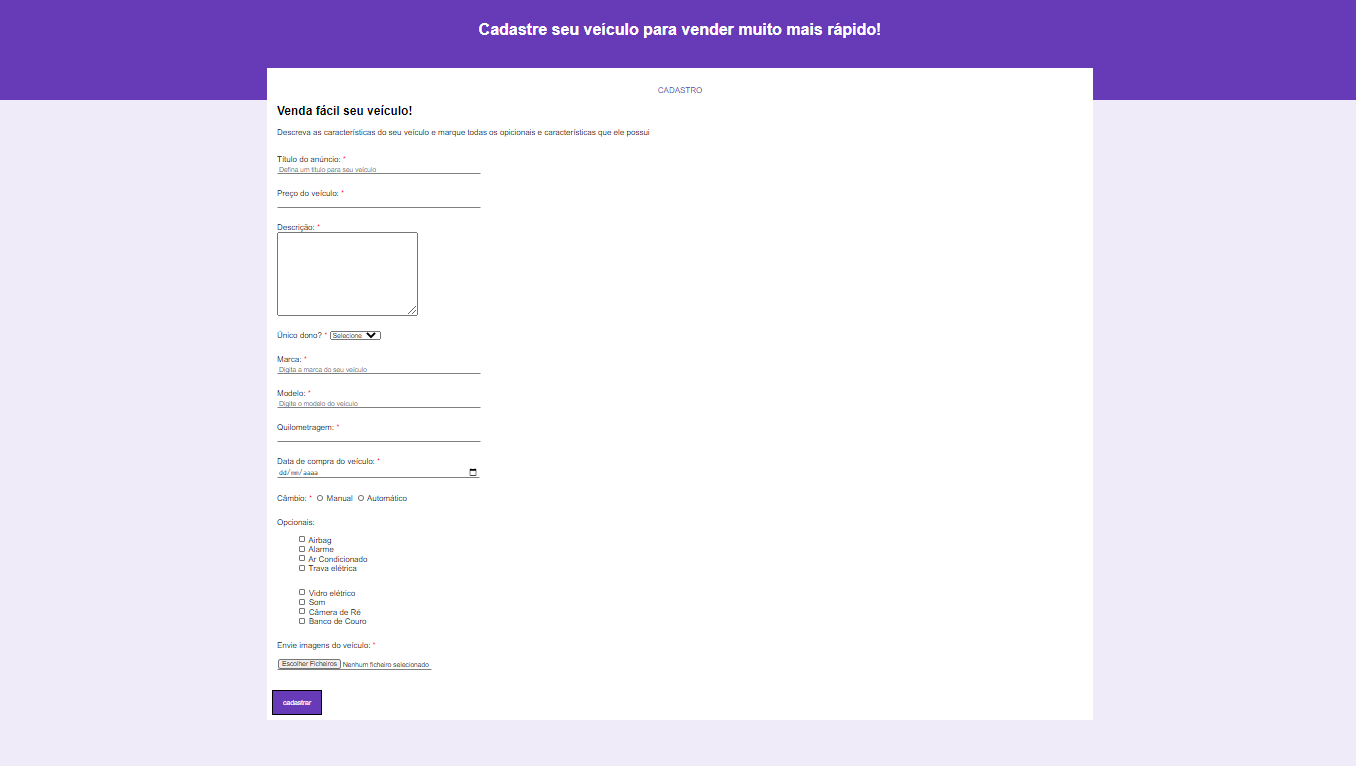 Cadastre seu veículo para vender muito mais rápido!
CADASTRO
Venda fácil seu veículo!
Descreva as características do seu veículo e marque todas os opicionais e características que ele possui
Título do anúncio: *
Defina um título para seu veículo
Preço do veículo: *
Descrição: *
Único dono? * Selecione
Marca: *
Digita a marca do seu veículo
Modelo: *
Digite o modelo do veículo
Quilometragem: *
Data de compra do veículo: *
dd/mm/aaaa
Câmbio: * Manual Automático
Opcionais:
Airbag
Alarme
Ar Condicionado
Trava elétrica
Vidro elétrico
Som
Câmera de Ré
Banco de Couro
Envie imagens do veículo: *
Escolher Ficheiros Nenhum ficheiro selecionado
cadastrar